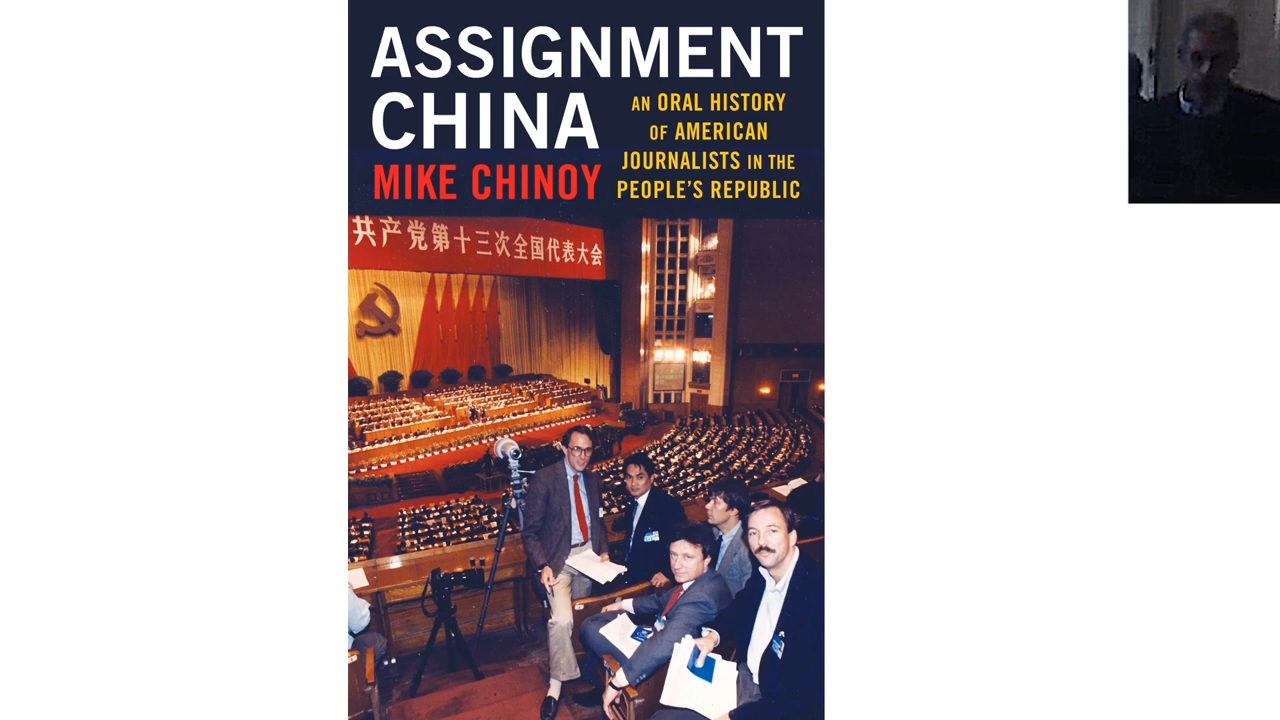 ASSIGNMENT
CHINA
MIKE CHINOY
AN ORAL HISTORY
OF AMERICAN
JOURNALISTS IN THE
PEOPLE'S REPUBLIC
共产党第十三次全国代表大会